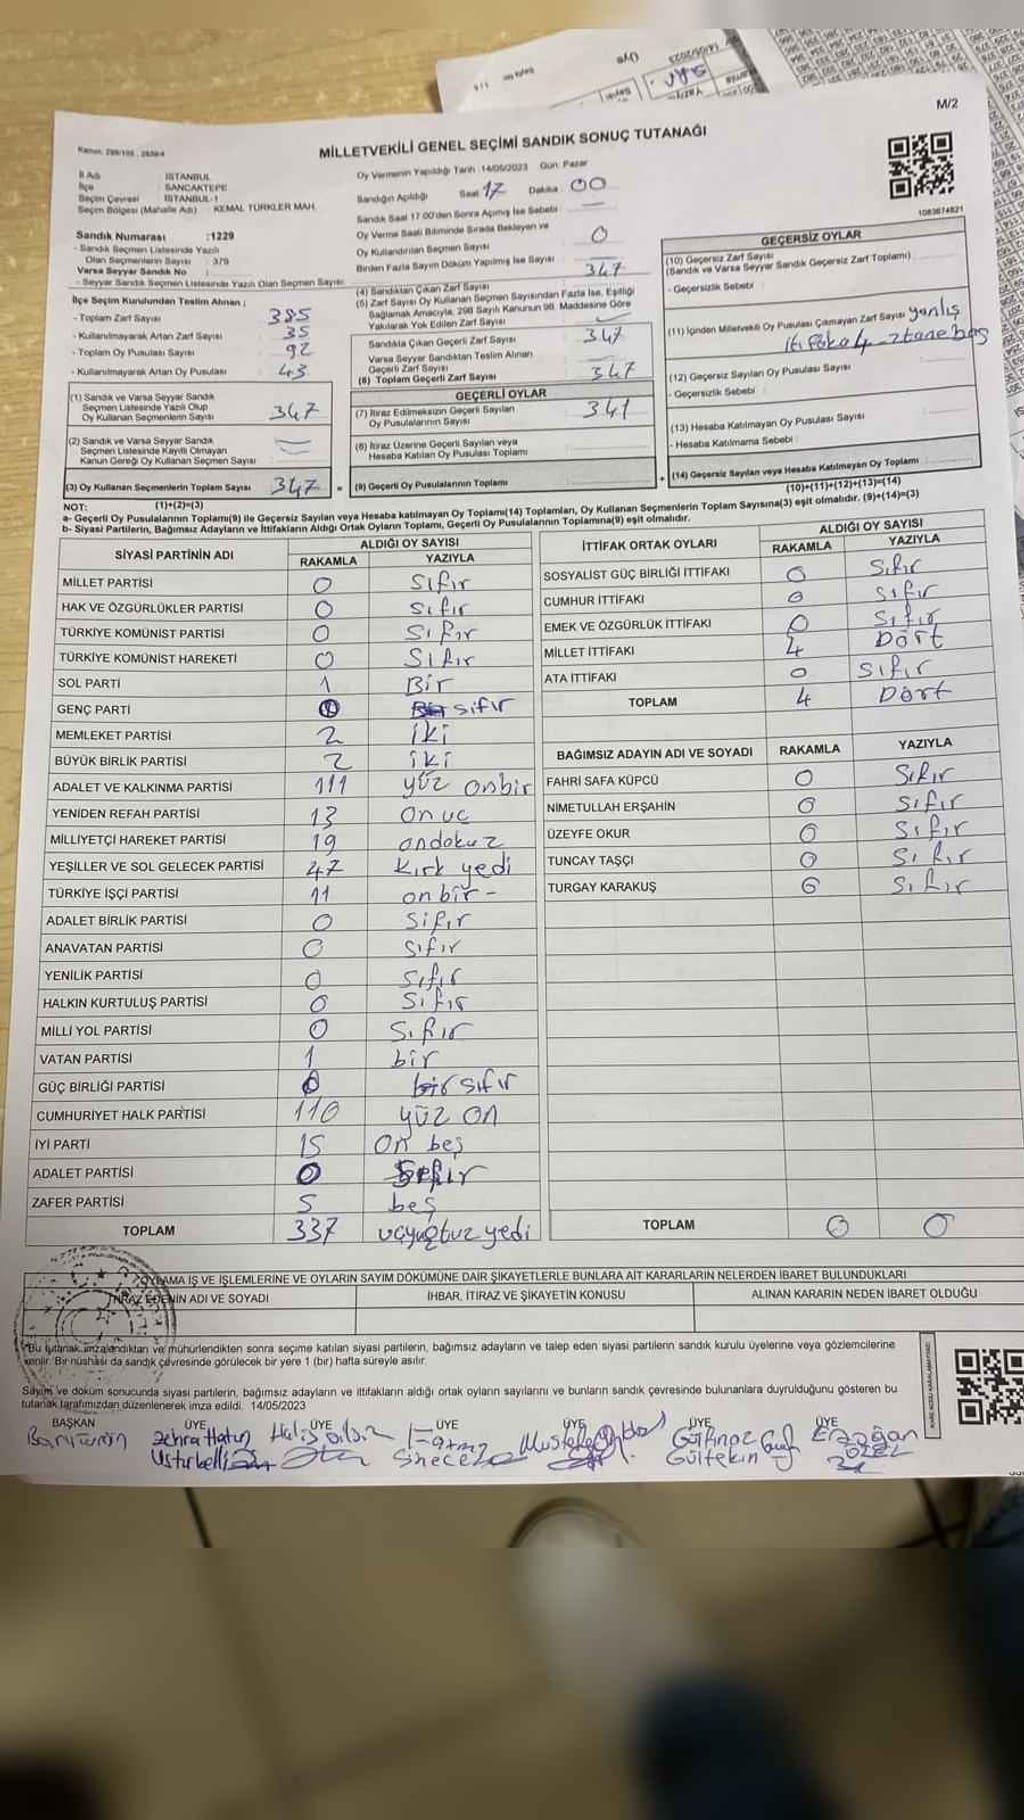 M/2
MİLLETVEKİLİ GENEL SEÇİMİ SANDIK SONUÇ TUTANAĞI
İl Adı : İSTANBUL
İlçe : SANCAKTEPE
Seçim Çevresi : İSTANBUL-1
Seçim Bölgesi (Mahalle Adı) : KEMAL TÜRKLER MAH.
Sandık Numarası :1229
- Sandık Seçmen Listesinde Yazılı
Olan Seçmenlerin Sayısı : 379
Varsa Seyyar Sandık No :
- Seyyar Sandık Seçmen Listesinde Yazılı Olan Seçmen Sayısı:
Oy Vermenin Yapıldığı Tarih :14/05/2023 Gün: Pazar
Sandığın Açıldığı Saat 17 Dakika 00
Sandık Saat 17.00'den Sonra Açılmış İse Sebebi :
Oy Verme Saati Bitiminde Sırada Bekleyen ve
Oy Kullandırılan Seçmen Sayısı 0
Birden Fazla Sayım Döküm Yapılmış İse Sayısı
1083674821
İlçe Seçim Kurulundan Teslim Alınan ;
- Toplam Zarf Sayısı 385
- Kullanılmayarak Artan Zarf Sayısı 35
- Toplam Oy Pusulası Sayısı 92
- Kullanılmayarak Artan Oy Pusulası 43
(1) Sandık ve Varsa Seyyar Sandık
Seçmen Listesinde Yazılı Olup
Oy Kullanan Seçmenlerin Sayısı 347
(2) Sandık ve Varsa Seyyar Sandık
Seçmen Listesinde Kayıtlı Olmayan
Kanun Gereği Oy Kullanan Seçmen Sayısı
(3) Oy Kullanan Seçmenlerin Toplam Sayısı 347 =
(4) Sandıktan Çıkan Zarf Sayısı 347
(5) Zarf Sayısı Oy Kullanan Seçmen Sayısından Fazla İse, Eşitliği
Sağlamak Amacıyla, 298 Sayılı Kanunun 98. Maddesine Göre
Yakılarak Yok Edilen Zarf Sayısı
Sandıkta Çıkan Geçerli Zarf Sayısı 347
Varsa Seyyar Sandıktan Teslim Alınan
Geçerli Zarf Sayısı
(6) Toplam Geçerli Zarf Sayısı 347
GEÇERLİ OYLAR
(7) İtiraz Edilmeksizin Geçerli Sayılan
Oy Pusulalarının Sayısı 341
(8) İtiraz Üzerine Geçerli Sayılan veya
Hesaba Katılan Oy Pusulası Toplamı
(9) Geçerli Oy Pusulalarının Toplamı +
GEÇERSİZ OYLAR
(10) Geçersiz Zarf Sayısı
(Sandık ve Varsa Seyyar Sandık Geçersiz Zarf Toplamı)
- Geçersizlik Sebebi :
(11) İçinden Milletvekili Oy Pusulası Çıkmayan Zarf Sayısı yanlış
4 2tane boş
(12) Geçersiz Sayılan Oy Pusulası Sayısı
- Geçersizlik Sebebi :
(13) Hesaba Katılmayan Oy Pusulası Sayısı
- Hesaba Katılmama Sebebi
(14) Geçersiz Sayılan veya Hesaba Katılmayan Oy Toplamı
NOT: (1)+(2)=(3)
(10)+(11)+(12)+(13)=(14)
a- Geçerli Oy Pusulalarının Toplamı(9) ile Geçersiz Sayılan veya Hesaba katılmayan Oy Toplamı(14) Toplamları, Oy Kullanan Seçmenlerin Toplam Sayısına(3) eşit olmalıdır. (9)+(14)=(3)
b- Siyasi Partilerin, Bağımsız Adayların ve İttifakların Aldığı Ortak Oyların Toplamı, Geçerli Oy Pusulalarının Toplamına(9) eşit olmalıdır.
SİYASİ PARTİNİN ADI ALDIĞI OY SAYISI
RAKAMLA YAZIYLA
MİLLET PARTİSİ 0 Sıfır
HAK VE ÖZGÜRLÜKLER PARTİSİ 0 Sıfır
TÜRKİYE KOMÜNİST PARTİSİ 0 Sıfır
TÜRKİYE KOMÜNİST HAREKETİ 0 Sıfır
SOL PARTİ 1 Bir
GENÇ PARTİ 0 sıfır
MEMLEKET PARTİSİ 2 iki
BÜYÜK BİRLİK PARTİSİ 2 iki
ADALET VE KALKINMA PARTİSİ 111 yüz onbir
YENİDEN REFAH PARTİSİ 13 on uc
MİLLİYETÇİ HAREKET PARTİSİ 19 ondokuz
YEŞİLLER VE SOL GELECEK PARTİSİ 47 kırk yedi
TÜRKİYE İŞÇİ PARTİSİ 11 on bir -
ADALET BİRLİK PARTİSİ 0 Sıfır
ANAVATAN PARTİSİ 0 Sıfır
YENİLİK PARTİSİ 0 Sıfır
HALKIN KURTULUŞ PARTİSİ 0 Sıfır
MİLLİ YOL PARTİSİ 0 Sıfır
VATAN PARTİSİ 1 bir
GÜÇ BİRLİĞİ PARTİSİ 0 bir sıfır
CUMHURİYET HALK PARTİSİ 110 yüz on
İYİ PARTİ 15 On beş
ADALET PARTİSİ 0 Sıfır
ZAFER PARTİSİ 5 beş
TOPLAM 337 üçyüotuz yedi
İTTİFAK ORTAK OYLARI ALDIĞI OY SAYISI
RAKAMLA YAZIYLA
SOSYALİST GÜÇ BİRLİĞİ İTTİFAKI 0 Sıfır
CUMHUR İTTİFAKI 0 Sıfır
EMEK VE ÖZGÜRLÜK İTTİFAKI 0 Sıfır
MİLLET İTTİFAKI 4 Dört
ATA İTTİFAKI 0 Sıfır
TOPLAM 4 Dört
BAĞIMSIZ ADAYIN ADI VE SOYADI RAKAMLA YAZIYLA
FAHRİ SAFA KÜPCÜ 0 Sıfır
NİMETULLAH ERŞAHİN 0 Sıfır
ÜZEYFE OKUR 0 Sıfır
TUNCAY TAŞÇI 0 Sıfır
TURGAY KARAKUŞ 0 Sıfır
TOPLAM 0 0
OYLAMA İŞ VE İŞLEMLERİNE VE OYLARIN SAYIM DÖKÜMÜNE DAİR ŞİKAYETLERLE BUNLARA AİT KARARLARIN NELERDEN İBARET BULUNDUKLARI
İTİRAZ EDENİN ADI VE SOYADI İHBAR, İTİRAZ VE ŞİKAYETİN KONUSU ALINAN KARARIN NEDEN İBARET OLDUĞU
*Bu tutanak imzalandıktan ve mühürlendikten sonra seçime katılan siyasi partilerin, bağımsız adayların ve talep eden siyasi partilerin sandık kurulu üyelerine veya gözlemcilerine
verilir. Bir nüshası da sandık çevresinde görülecek bir yere 1 (bir) hafta süreyle asılır.
Sayım ve döküm sonucunda siyasi partilerin, bağımsız adayların ve ittifakların aldığı ortak oyların sayılarını ve bunların sandık çevresinde bulunanlara duyrulduğunu gösteren bu
tutanak tarafımızdan düzenlenerek imza edildi. 14/05/2023
BAŞKAN ÜYE ÜYE ÜYE ÜYE ÜYE ÜYE
Zehra Hatun Gülfinaz
Gültekin